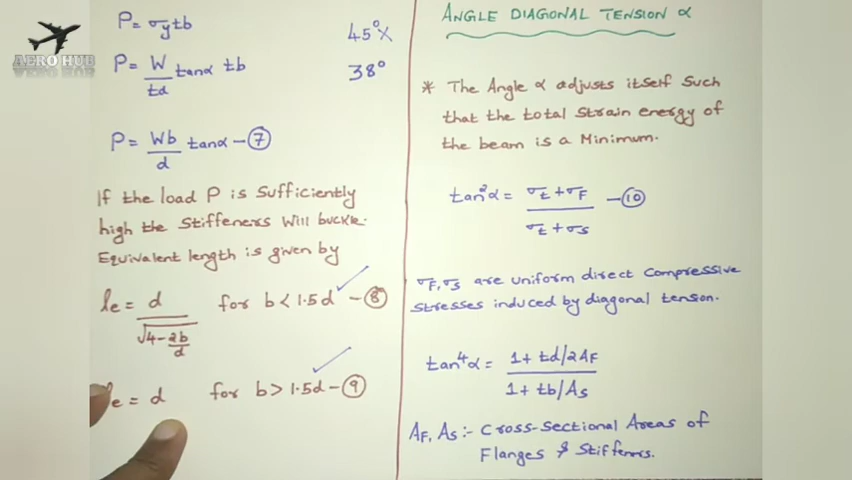 AERO HUB
P = σy tb
45° X
P = W/td tanα tb
38°
P = Wb/d tanα - ⑦
If the load P is sufficiently
high the Stiffeners Will buckle.
Equivalent length is given by
le = d/√4-2b/d for b < 1.5d - ⑧
le = d for b > 1.5d - ⑨
ANGLE DIAGONAL TENSION α
* The Angle α adjusts itself Such
that the total Strain energy of
the beam is a Minimum.
tan²α = σt + σF / σt + σs - ⑩
σF, σs are uniform direct Compressive
Stresses induced by diagonal tension.
tan⁴α = 1 + td/2AF / 1 + tb/As
AF, As :- Cross-Sectional Areas of
Flanges & Stiffenrs.